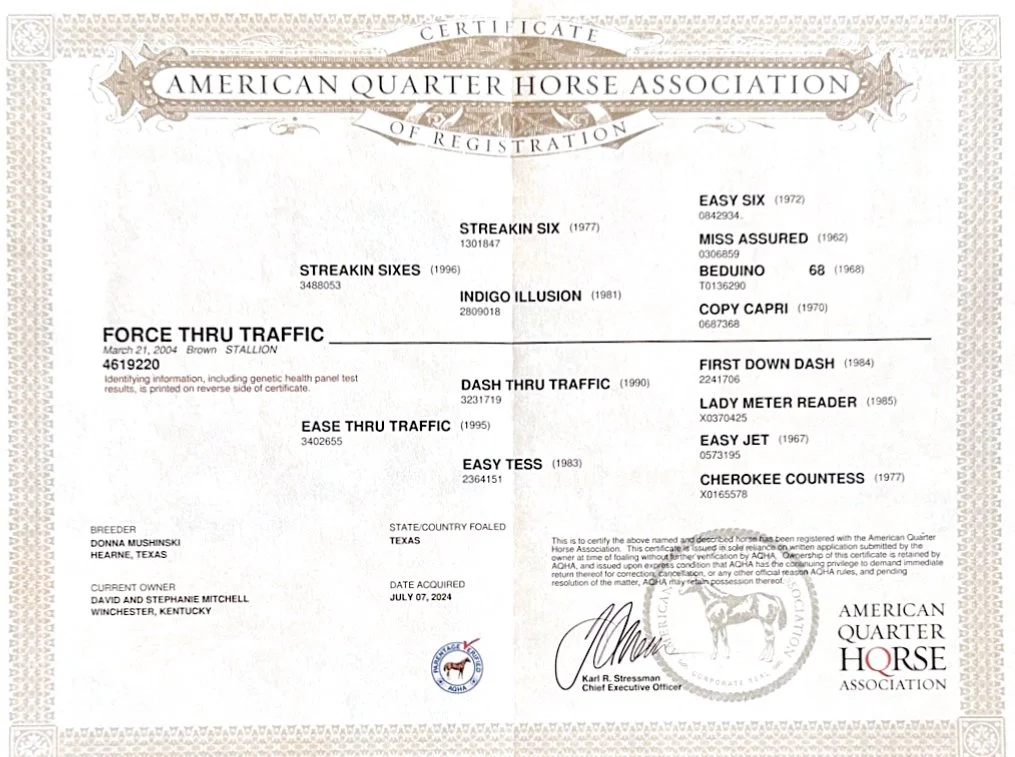 CERTIFICATE
AMERICAN QUARTER HORSE ASSOCIATION
OF REGISTRATION
EASY SIX (1972)
0842934.
STREAKIN SIX (1977)
1301847
MISS ASSURED (1962)
0306859
STREAKIN SIXES (1996)
3488053
BEDUINO 68 (1968)
T0136290
INDIGO ILLUSION (1981)
2809018
COPY CAPRI (1970)
0687368
FORCE THRU TRAFFIC
March 21, 2004 Brown STALLION
4619220
Identifying information, including genetic health panel test
results, is printed on reverse side of certificate.
FIRST DOWN DASH (1984)
2241706
DASH THRU TRAFFIC (1990)
3231719
LADY METER READER (1985)
X0370425
EASE THRU TRAFFIC (1995)
3402655
EASY JET (1967)
0573195
EASY TESS (1983)
2364151
CHEROKEE COUNTESS (1977)
X0165578
BREEDER
DONNA MUSHINSKI
HEARNE, TEXAS
STATE/COUNTRY FOALED
TEXAS
CURRENT OWNER
DAVID AND STEPHANIE MITCHELL
WINCHESTER, KENTUCKY
DATE ACQUIRED
JULY 07, 2024
This is to certify the above named and described horse has been registered with the American Quarter
Horse Association. This certificate is issued in sole reliance on written application submitted by the
owner at time of foaling without further verification by AQHA. Ownership of this certificate is retained by
AQHA, and issued upon express condition that AQHA has the continuing privilege to demand immediate
return thereof for correction, cancellation, or any other official reason AQHA rules, and pending
resolution of the matter, AQHA may retain possession thereof.
PARENTAGE VERIFIED
AQHA
Karl R. Stressman
Chief Executive Officer
CORPORATE SEAL
AMERICAN
QUARTER
HORSE
ASSOCIATION